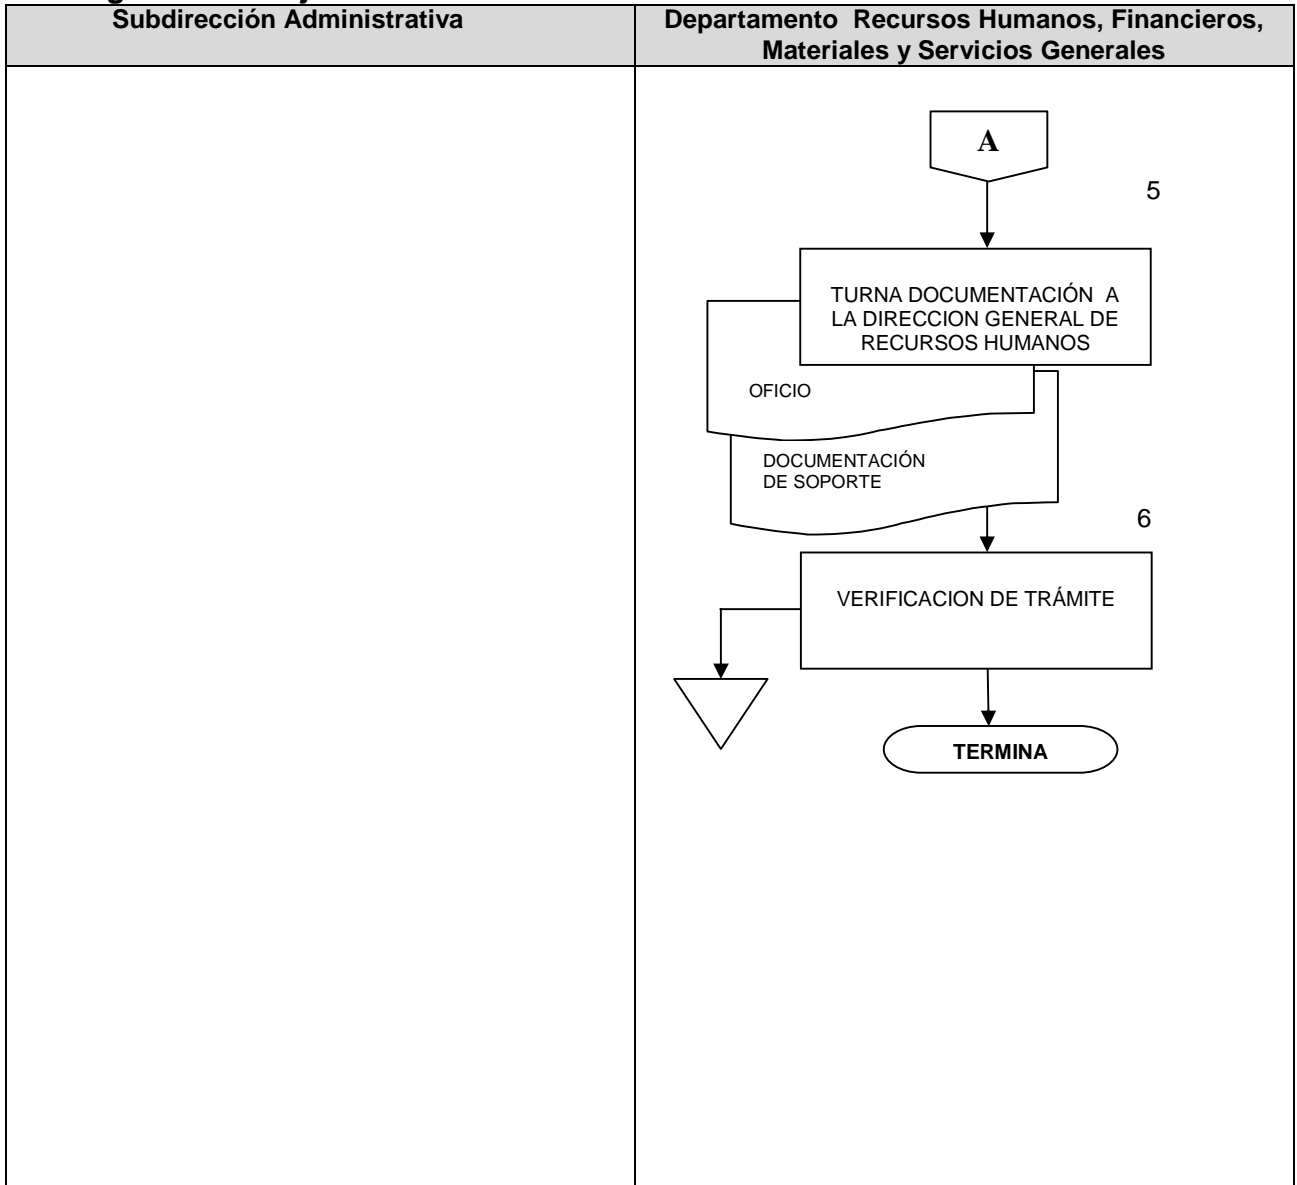 Subdirección Administrativa
Departamento Recursos Humanos, Financieros,
Materiales y Servicios Generales
A
5
TURNA DOCUMENTACIÓN A
LA DIRECCION GENERAL DE
RECURSOS HUMANOS
OFICIO
DOCUMENTACIÓN
DE SOPORTE
6
VERIFICACION DE TRÁMITE
TERMINA